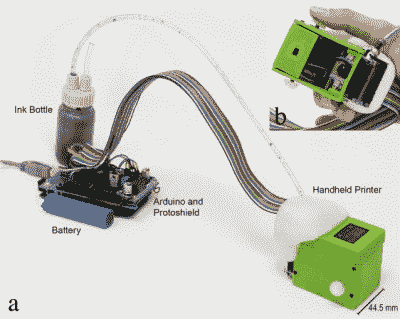 b
Ink Bottle
Handheld Printer
Arduino and
Protoshield
Battery
44.5 mm
a